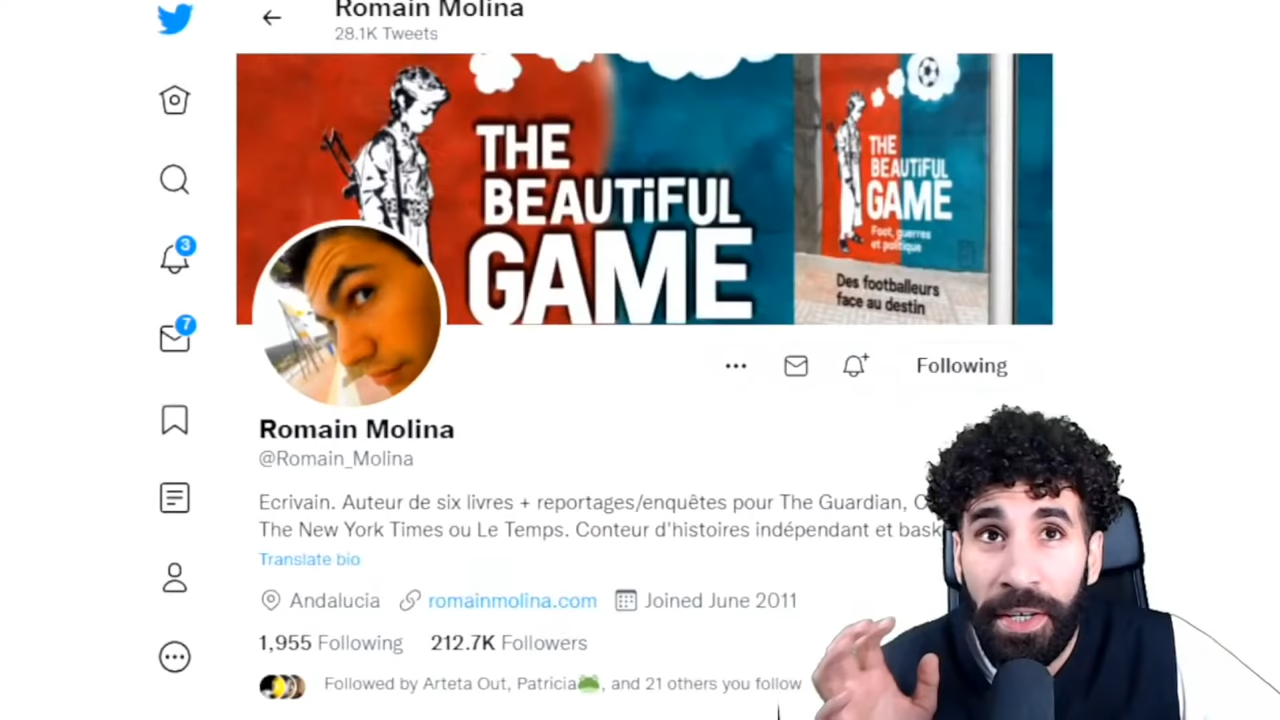 Romain Molina
28.1K Tweets
THE
BEAUTiFUL
GAME
THE
BEAUTiFUL
GAME
Foot, guerres
et politique
Des footballeurs
face au destin
3
7
Following
Romain Molina
@Romain_Molina
Ecrivain. Auteur de six livres + reportages/enquêtes pour The Guardian, C
The New York Times ou Le Temps. Conteur d'histoires indépendant et bask
Translate bio
Andalucia romainmolina.com Joined June 2011
1,955 Following 212.7K Followers
Followed by Arteta Out, Patricia🐸, and 21 others you follow